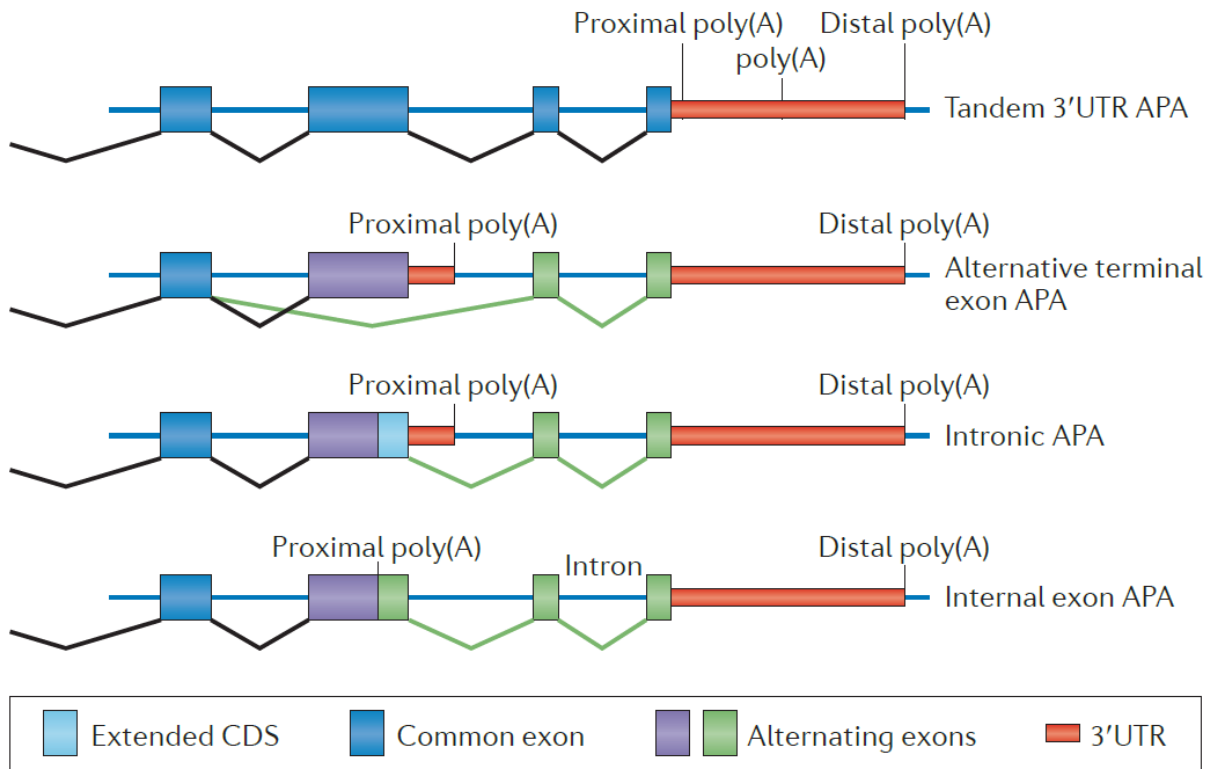 Proximal poly(A)
Distal poly(A)
poly(A)
Tandem 3′UTR APA
Proximal poly(A)
Distal poly(A)
Alternative terminal
exon APA
Proximal poly(A)
Distal poly(A)
Intronic APA
Proximal poly(A)
Intron
Distal poly(A)
Internal exon APA
Extended CDS
Common exon
Alternating exons
3′UTR